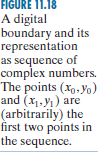 FIGURE 11.18
A digital
boundary and its
representation
as sequence of
complex numbers.
The points (x₀, y₀)
and (x₁, y₁) are
(arbitrarily) the
first two points in
the sequence.